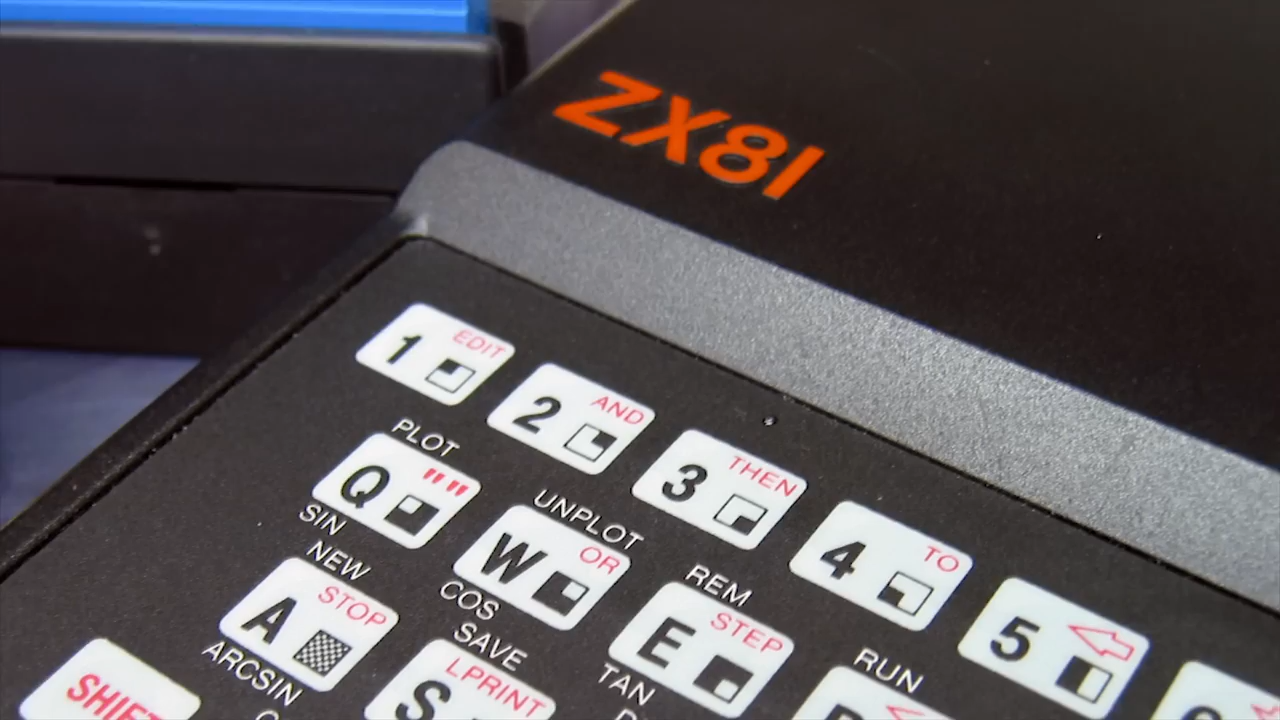 ZX81
1 EDIT
2 AND
3 THEN
4 TO
5
PLOT
UNPLOT
REM
RUN
Q ""
W OR
E STEP
SIN
COS
TAN
NEW
SAVE
A STOP
S LPRINT
ARCSIN
SHIFT